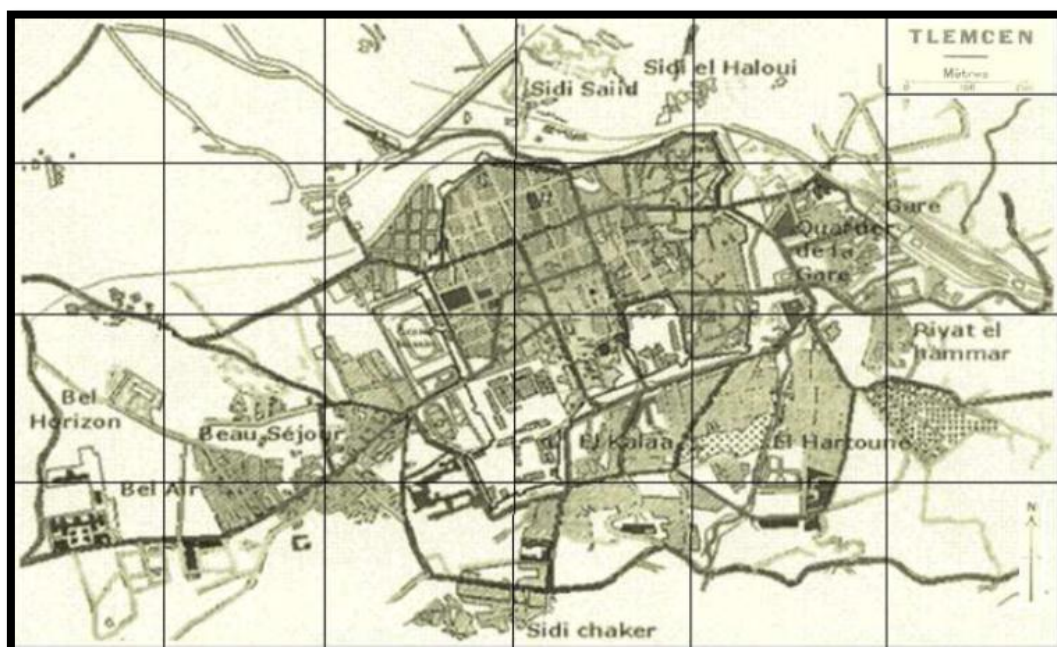 TLEMCEN
Mètres
Sidi el Haloui
Sidi Saiid
Gare
Quartier
de la
Gare
Riyat el
hammar
Bel
Horizon
Beau Séjour
El Kalaa
El Hartoune
Bel Air
N
Sidi chaker